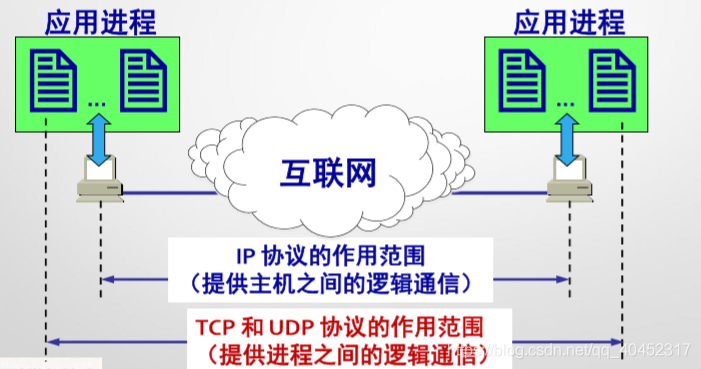 应用进程
应用进程
...
...
互联网
IP 协议的作用范围
（提供主机之间的逻辑通信）
TCP 和 UDP 协议的作用范围
（提供进程之间的逻辑通信）
https://blog.csdn.net/qq_40452317